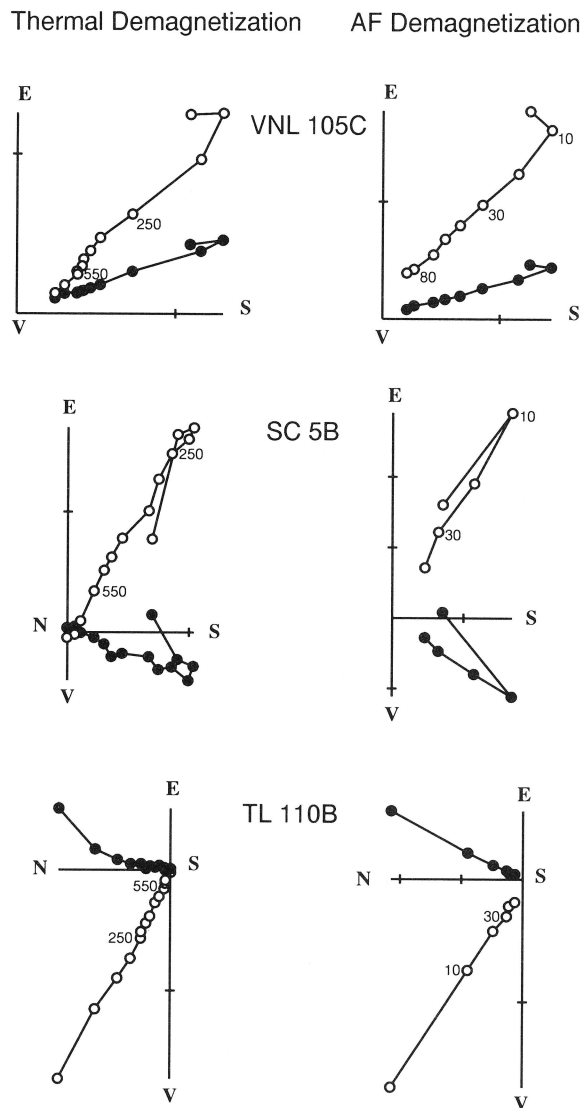 Thermal Demagnetization AF Demagnetization
E E
VNL 105C
10
250
30
550
80
S S
V V
E E
SC 5B
10
250
30
550
N S S
V V
E E
TL 110B
N S N S
550
30
250
10
V V